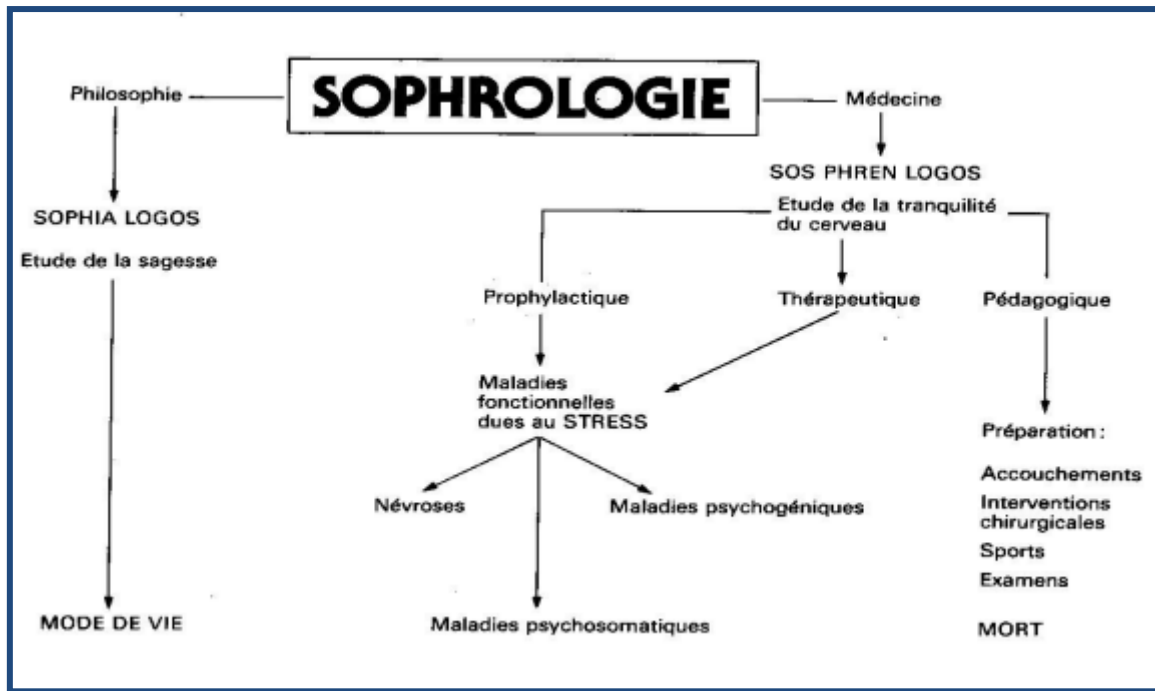 SOPHROLOGIE
Philosophie
Médecine
SOPHIA LOGOS
Etude de la sagesse
MODE DE VIE
SOS PHREN LOGOS
Etude de la tranquilité
du cerveau
Prophylactique
Thérapeutique
Pédagogique
Maladies
fonctionnelles
dues au STRESS
Névroses
Maladies psychogéniques
Maladies psychosomatiques
Préparation :
Accouchements
Interventions
chirurgicales
Sports
Examens
MORT